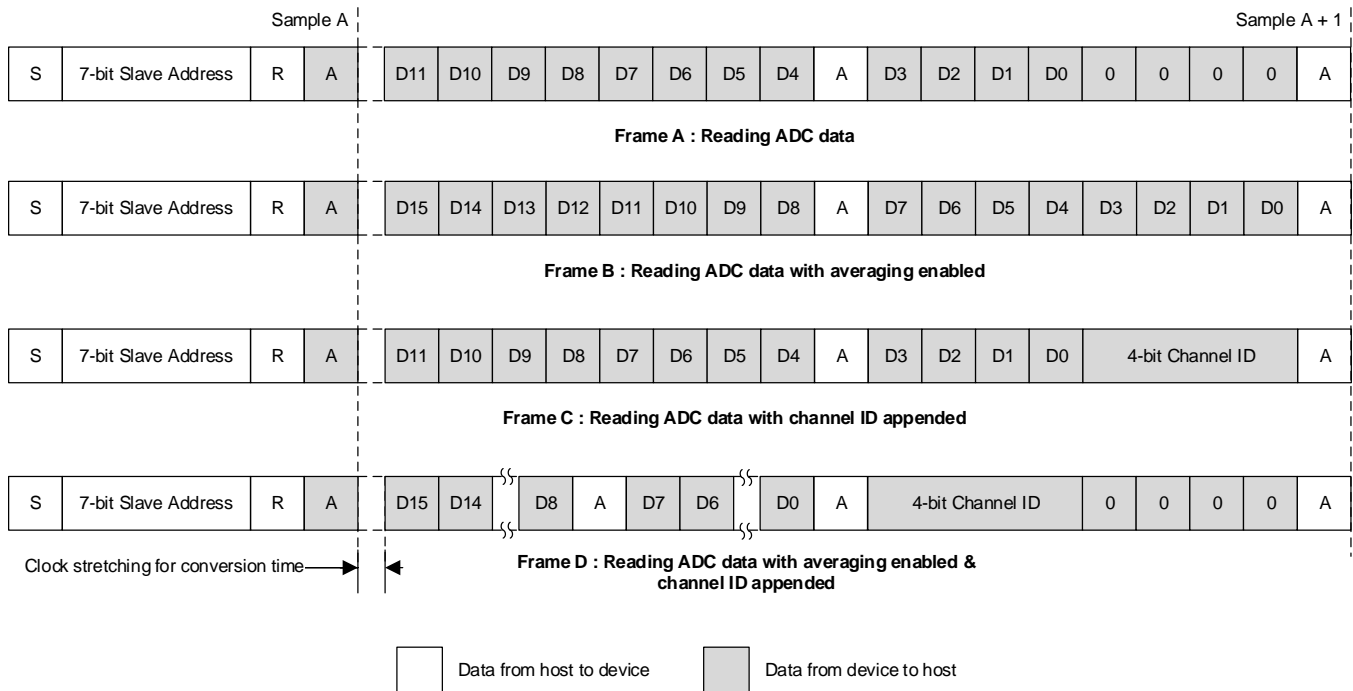 Sample A Sample A + 1
S 7-bit Slave Address R A D11 D10 D9 D8 D7 D6 D5 D4 A D3 D2 D1 D0 0 0 0 0 A
Frame A : Reading ADC data
S 7-bit Slave Address R A D15 D14 D13 D12 D11 D10 D9 D8 A D7 D6 D5 D4 D3 D2 D1 D0 A
Frame B : Reading ADC data with averaging enabled
S 7-bit Slave Address R A D11 D10 D9 D8 D7 D6 D5 D4 A D3 D2 D1 D0 4-bit Channel ID A
Frame C : Reading ADC data with channel ID appended
S 7-bit Slave Address R A D15 D14 D8 A D7 D6 D0 A 4-bit Channel ID 0 0 0 0 A
Clock stretching for conversion time
Frame D : Reading ADC data with averaging enabled &
channel ID appended
Data from host to device Data from device to host